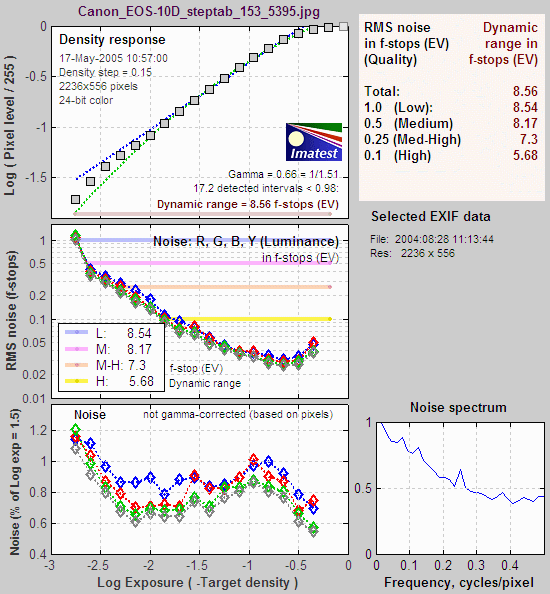 Canon_EOS-10D_steptab_153_5395.jpg
Density response
17-May-2005 10:57:00
Density step = 0.15
2236x556 pixels
24-bit color
Imatest
Gamma = 0.66 = 1/1.51
17.2 detected intervals < 0.98:
Dynamic range = 8.56 f-stops (EV)
Log ( Pixel level / 255 )
0
-0.5
-1
-1.5
RMS noise Dynamic
in f-stops (EV) range in
(Quality) f-stops (EV)
Total: 8.56
1.0 (Low): 8.54
0.5 (Medium) 8.17
0.25 (Med-High) 7.3
0.1 (High) 5.68
Selected EXIF data
File: 2004:08:28 11:13:44
Res: 2236 x 556
Noise: R, G, B, Y (Luminance)
in f-stops (EV)
RMS noise (f-stops)
1
0.5
0.2
0.1
0.05
0.02
0.01
L: 8.54
M: 8.17
M-H: 7.3 f-stop (EV)
H: 5.68 Dynamic range
Noise not gamma-corrected (based on pixels)
Noise (% of Log exp = 1.5)
1.2
1
0.8
0.6
0.4
-3 -2.5 -2 -1.5 -1 -0.5 0
Log Exposure ( -Target density )
Noise spectrum
1
0.5
0
0 0.2 0.4
Frequency, cycles/pixel